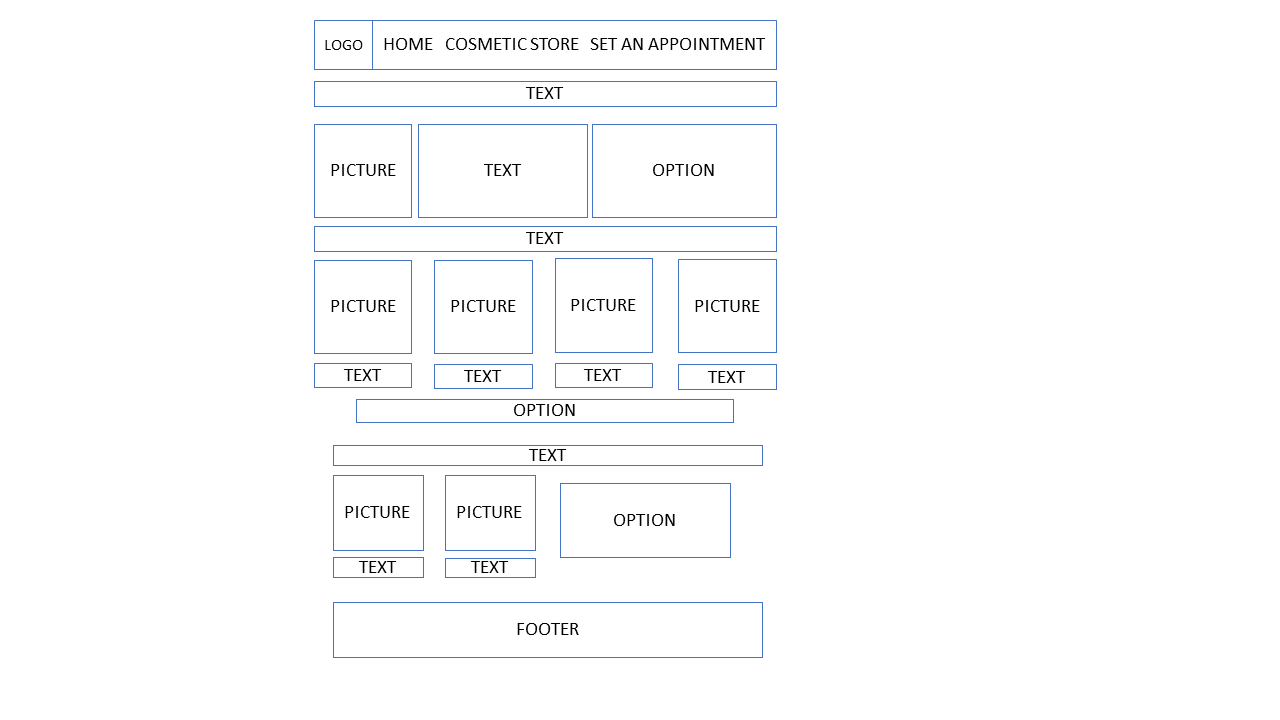 LOGO HOME COSMETIC STORE SET AN APPOINTMENT
TEXT
PICTURE TEXT OPTION
TEXT
PICTURE PICTURE PICTURE PICTURE
TEXT TEXT TEXT TEXT
OPTION
TEXT
PICTURE PICTURE OPTION
TEXT TEXT
FOOTER